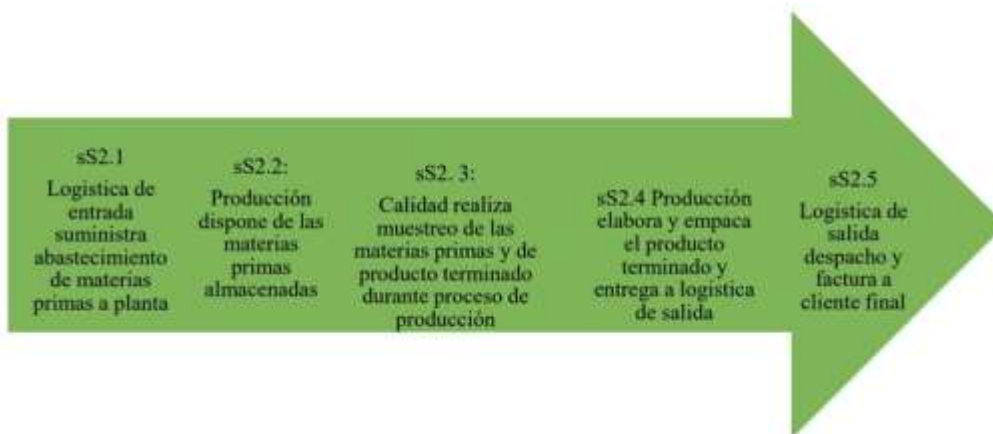 sS2.1
Logistica de
entrada
suministra
abastecimiento
de materias
primas a planta
sS2.2:
Producción
dispone de las
materias
primas
almacenadas
sS2. 3:
Calidad realiza
muestreo de las
materias primas y de
producto terminado
durante proceso de
producción
sS2.4 Producción
elabora y empaca
el producto
terminado y
entrega a logistica
de salida
sS2.5
Logistica de
salida
despacho y
factura a
cliente final